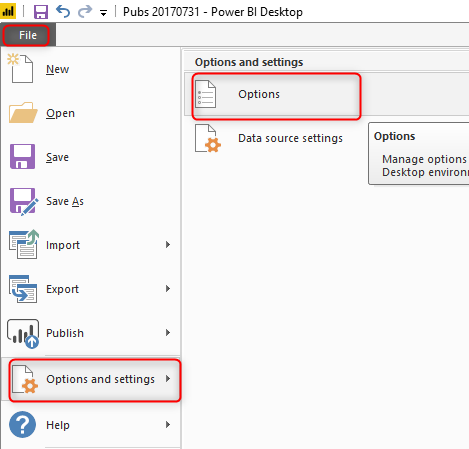 Pubs 20170731 - Power BI Desktop
File
New
Open
Save
Save As
Import
Export
Publish
Options and settings
Help
Options and settings
Options
Data source settings
Options
Manage options
Desktop environ